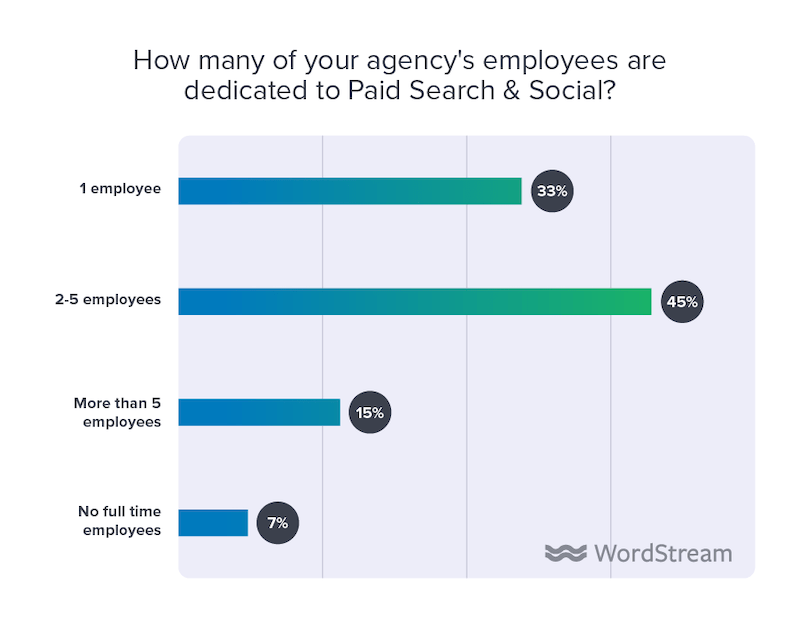 How many of your agency's employees are
dedicated to Paid Search & Social?
1 employee
33%
2-5 employees
45%
More than 5
employees
15%
No full time
employees
7%
WordStream